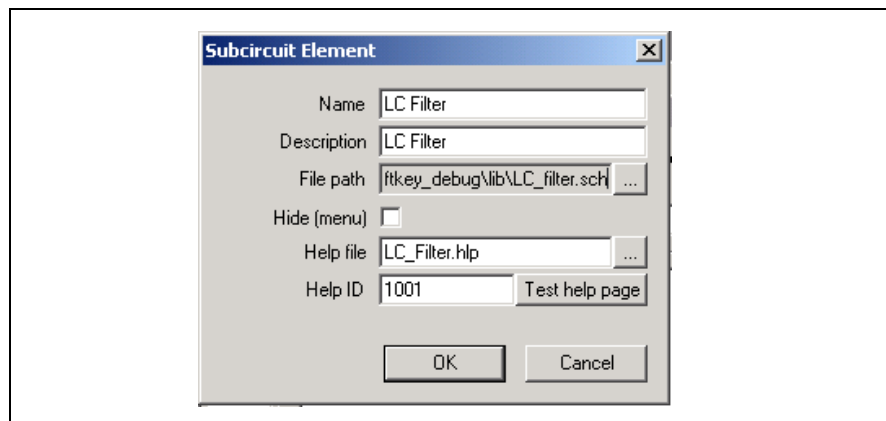 Subcircuit Element
Name LC Filter
Description LC Filter
File path ftkey_debug\lib\LC_filter.sch ...
Hide (menu)
Help file LC_Filter.hlp ...
Help ID 1001 Test help page
OK Cancel